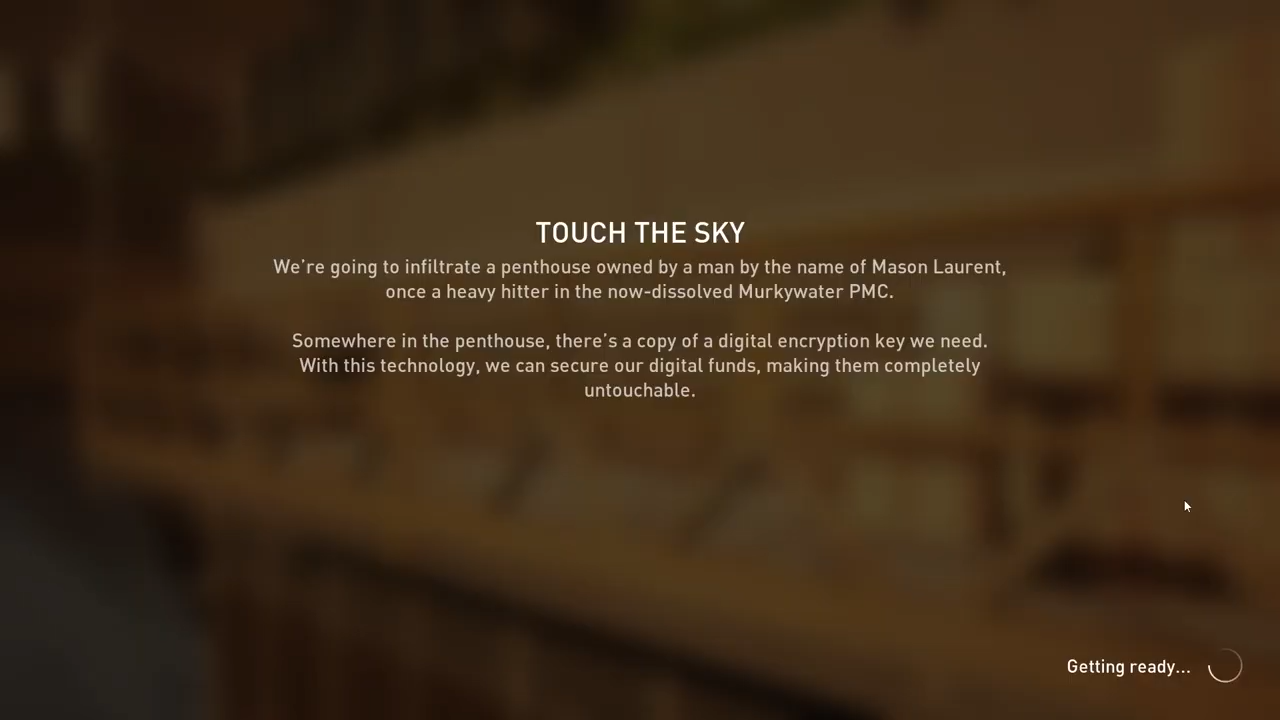 TOUCH THE SKY
We're going to infiltrate a penthouse owned by a man by the name of Mason Laurent,
once a heavy hitter in the now-dissolved Murkywater PMC.
Somewhere in the penthouse, there's a copy of a digital encryption key we need.
With this technology, we can secure our digital funds, making them completely
untouchable.
Getting ready...